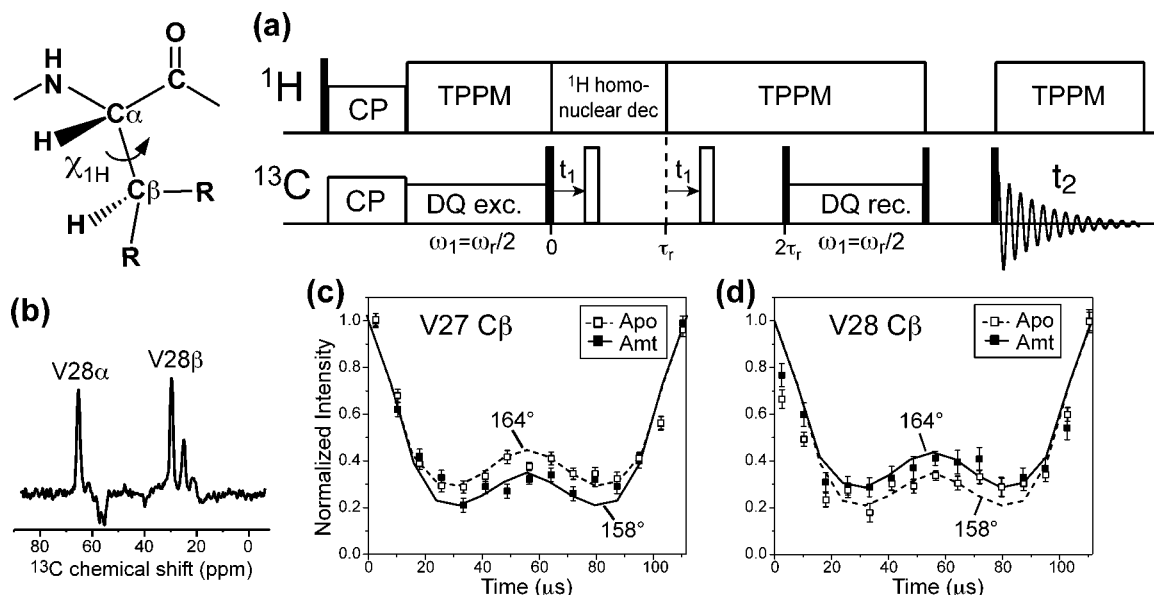 H
N
O
C
Cα
H
χ1H
Cβ
R
H
R
(a)
1H
CP
TPPM
1H homo-
nuclear dec
TPPM
TPPM
13C
CP
DQ exc.
t1
t1
DQ rec.
t2
ω1=ωr/2
0
τr
2τr
ω1=ωr/2
(b)
V28α
V28β
80
60
40
20
0
13C chemical shift (ppm)
(c)
V27 Cβ
Apo
Amt
Normalized Intensity
1.0
0.8
0.6
0.4
0.2
0.0
164°
158°
0
20
40
60
80
100
Time (μs)
(d)
V28 Cβ
Apo
Amt
1.0
0.8
0.6
0.4
0.2
0.0
164°
158°
0
20
40
60
80
100
Time (μs)